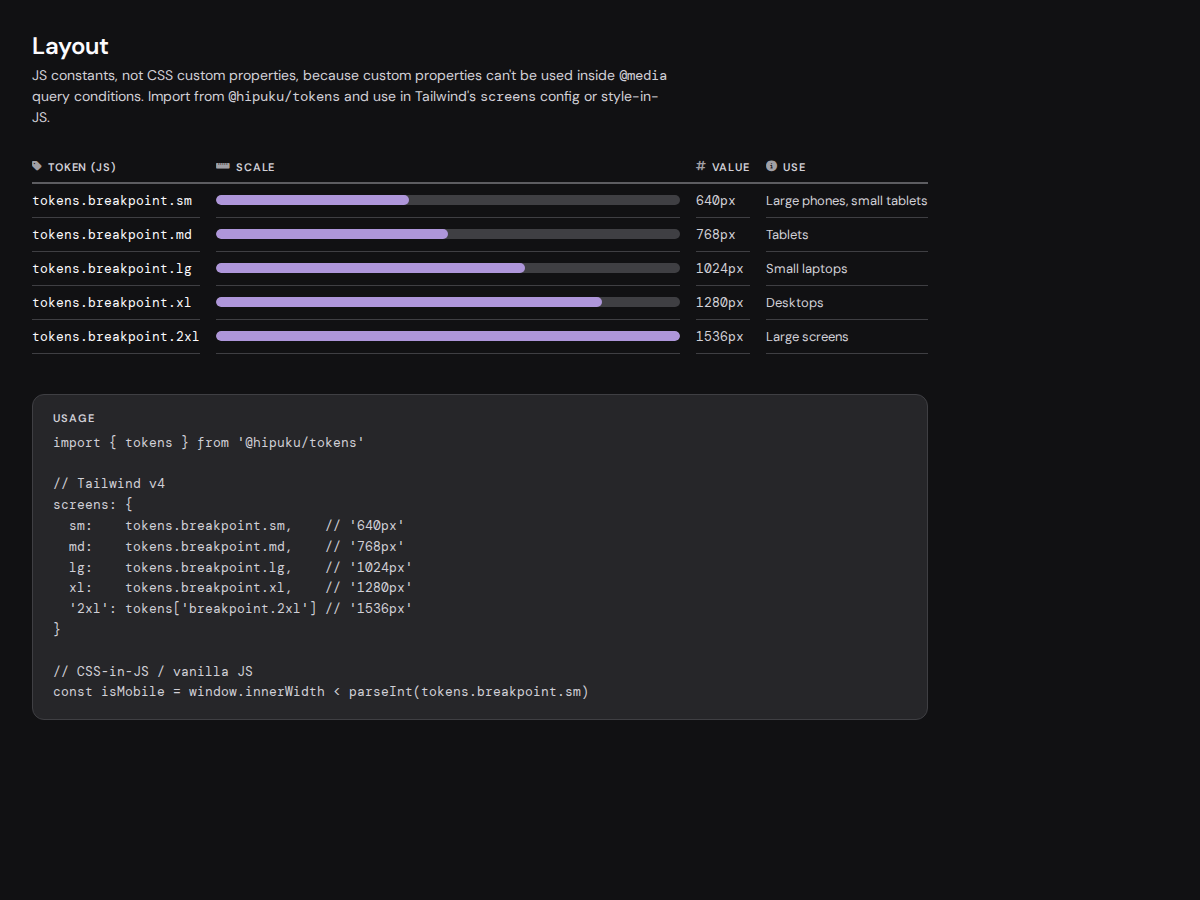 Layout
JS constants, not CSS custom properties, because custom properties can't be used inside @media
query conditions. Import from @hipuku/tokens and use in Tailwind's screens config or style-in-
JS.
TOKEN (JS) SCALE # VALUE USE
tokens.breakpoint.sm 640px Large phones, small tablets
tokens.breakpoint.md 768px Tablets
tokens.breakpoint.lg 1024px Small laptops
tokens.breakpoint.xl 1280px Desktops
tokens.breakpoint.2xl 1536px Large screens
USAGE
import { tokens } from '@hipuku/tokens'
// Tailwind v4
screens: {
  sm:    tokens.breakpoint.sm,    // '640px'
  md:    tokens.breakpoint.md,    // '768px'
  lg:    tokens.breakpoint.lg,    // '1024px'
  xl:    tokens.breakpoint.xl,    // '1280px'
  '2xl': tokens['breakpoint.2xl'] // '1536px'
}
// CSS-in-JS / vanilla JS
const isMobile = window.innerWidth < parseInt(tokens.breakpoint.sm)